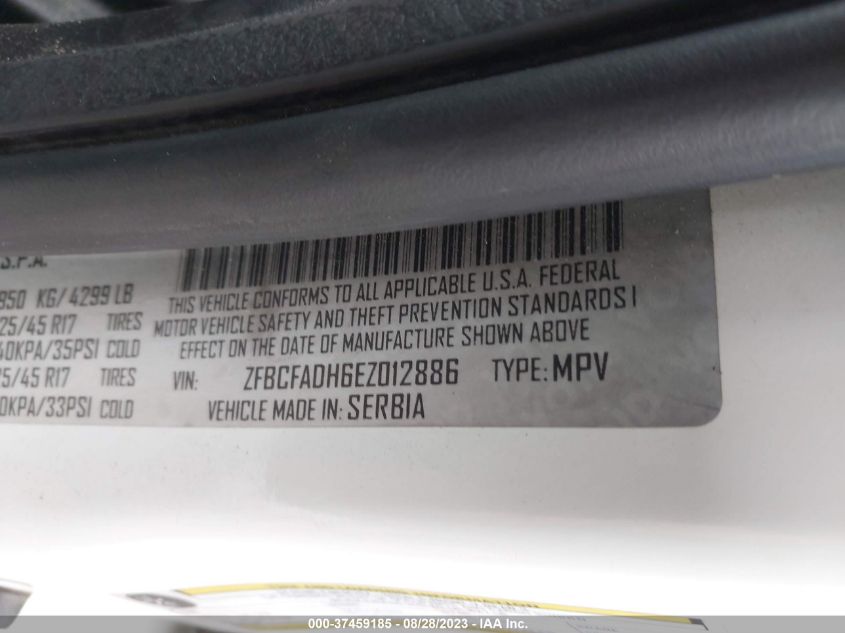 S.P.A.
850 KG/4299 LB
25/45 R17 TIRES
40KPA/35PSI COLD
25/45 R17 TIRES
0KPA/33PSI COLD
THIS VEHICLE CONFORMS TO ALL APPLICABLE U.S.A. FEDERAL
MOTOR VEHICLE SAFETY AND THEFT PREVENTION STANDARDS I
EFFECT ON THE DATE OF MANUFACTURE SHOWN ABOVE
VIN: ZFBCFADH6EZ012886 TYPE: MPV
VEHICLE MADE IN: SERBIA
000-37459185 - 08/28/2023 - IAA Inc.